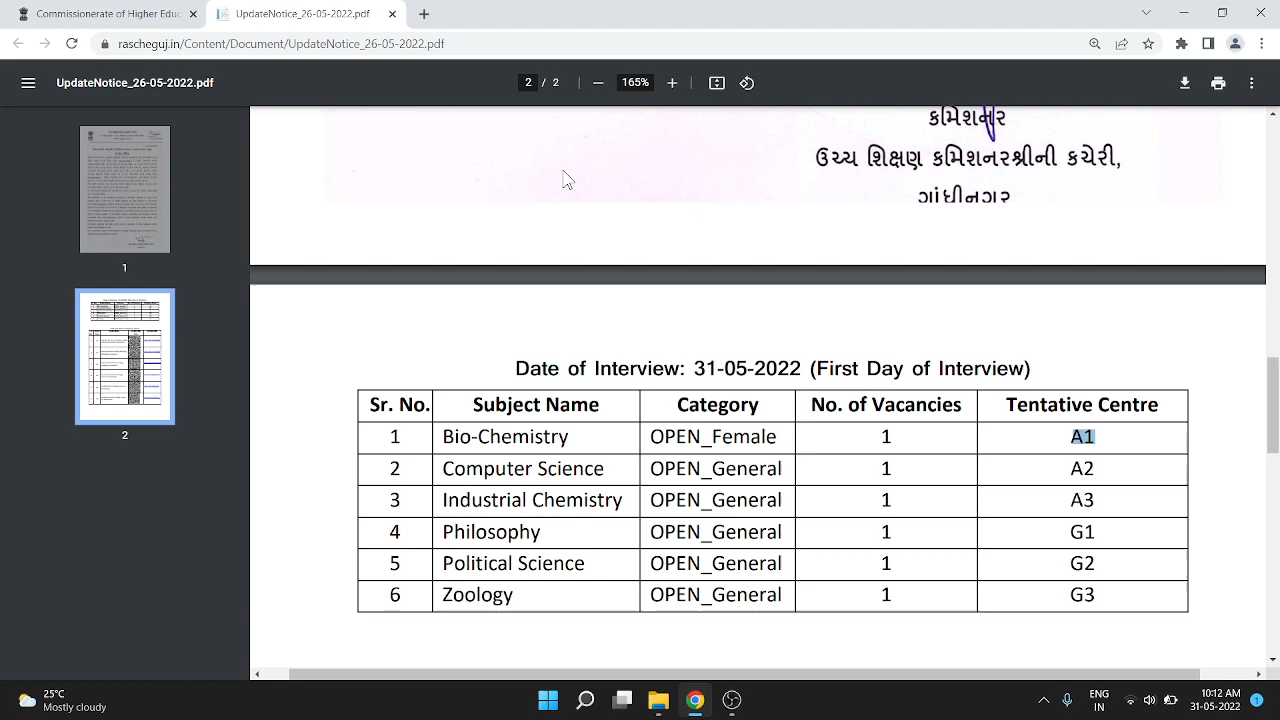 Commissionerate of Higher Educ
UpdateNotice_26-05-2022.pdf
rascheguj.in/Content/Document/UpdateNotice_26-05-2022.pdf
UpdateNotice_26-05-2022.pdf
2 / 2
165%
કમિશનર
ઉચ્ચ શિક્ષણ કમિશનરશ્રીની કચેરી,
ગાંધીનગર
1
2
Date of Interview: 31-05-2022 (First Day of Interview)
Sr. No. Subject Name Category No. of Vacancies Tentative Centre
1 Bio-Chemistry OPEN_Female 1 A1
2 Computer Science OPEN_General 1 A2
3 Industrial Chemistry OPEN_General 1 A3
4 Philosophy OPEN_General 1 G1
5 Political Science OPEN_General 1 G2
6 Zoology OPEN_General 1 G3
25°C
Mostly cloudy
ENG
IN
10:12 AM
31-05-2022
1